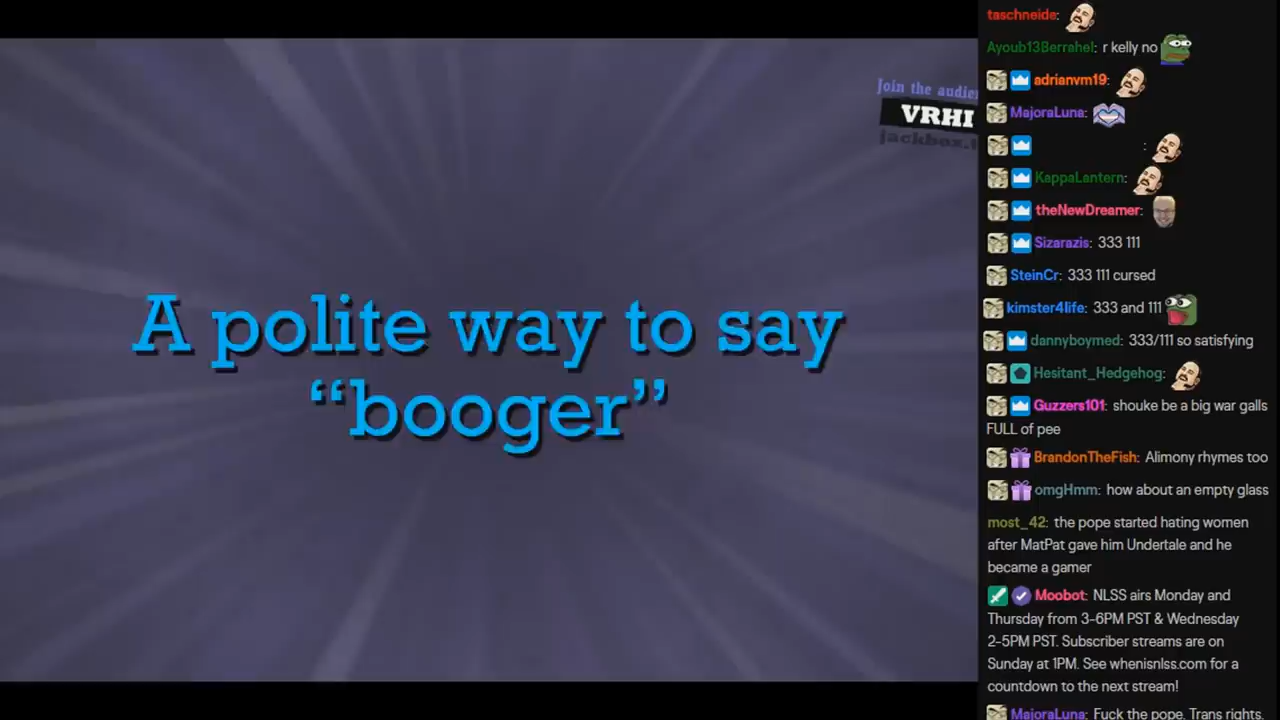 Join the audie
VRHI
jackbox.t
A polite way to say
“booger”
taschneide:
Ayoub13Berrahel: r kelly no
adrianvm19:
MajoraLuna:
:
KappaLantern:
theNewDreamer:
Sizarazis: 333 111
SteinCr: 333 111 cursed
kimster4life: 333 and 111
dannyboymed: 333/111 so satisfying
Hesitant_Hedgehog:
Guzzers101: shouke be a big war galls
FULL of pee
BrandonTheFish: Alimony rhymes too
omgHmm: how about an empty glass
most_42: the pope started hating women
after MatPat gave him Undertale and he
became a gamer
Moobot: NLSS airs Monday and
Thursday from 3-6PM PST & Wednesday
2-5PM PST. Subscriber streams are on
Sunday at 1PM. See whenisnlss.com for a
countdown to the next stream!
MajoraLuna: Fuck the pope. Trans rights.